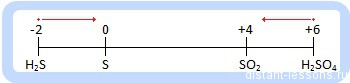 -2 0 +4 +6
H₂S S SO₂ H₂SO₄
distant-lessons.ru